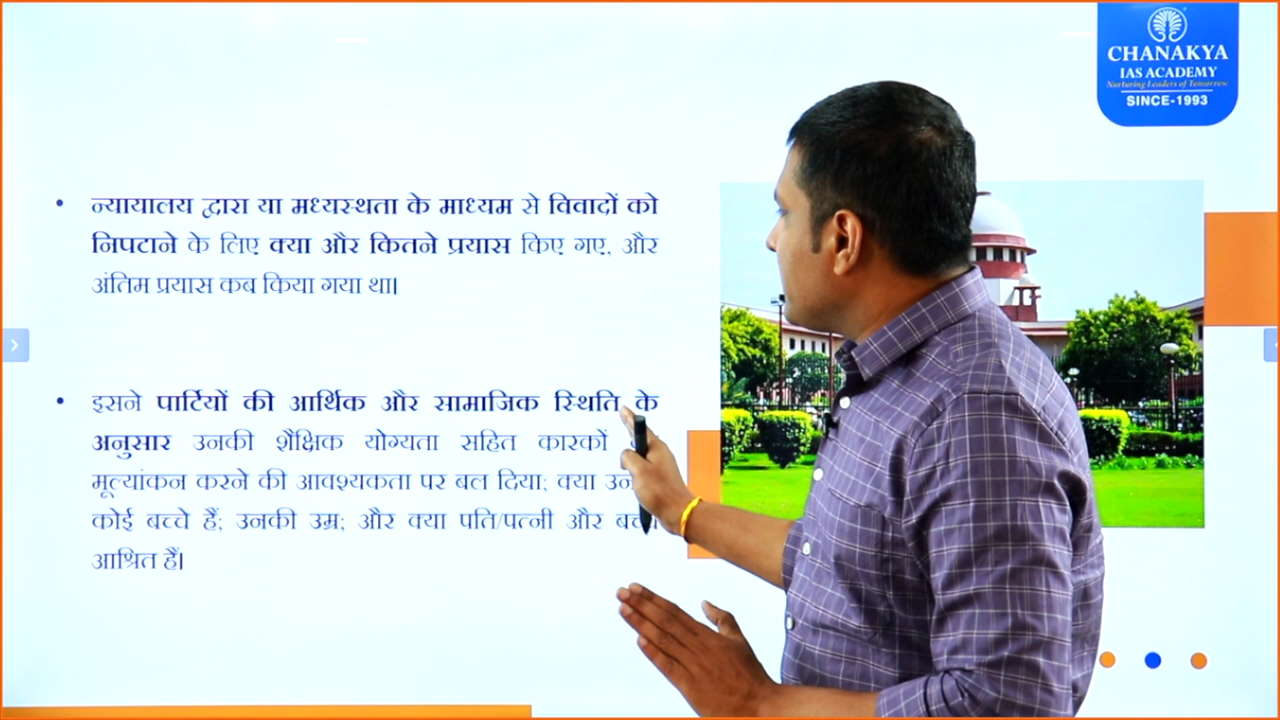 CHANAKYA
IAS ACADEMY
Nurturing Leaders of Tomorrow
SINCE-1993
न्यायालय द्वारा या मध्यस्थता के माध्यम से विवादों को
निपटाने के लिए क्या और कितने प्रयास किए गए, और
अंतिम प्रयास कब किया गया था।
इसने पार्टियों की आर्थिक और सामाजिक स्थिति के
अनुसार उनकी शैक्षिक योग्यता सहित कारकों
मूल्यांकन करने की आवश्यकता पर बल दिया; क्या
कोई बच्चे हैं; उनकी उम्र; और क्या पति/पत्नी और
आश्रित हैं।